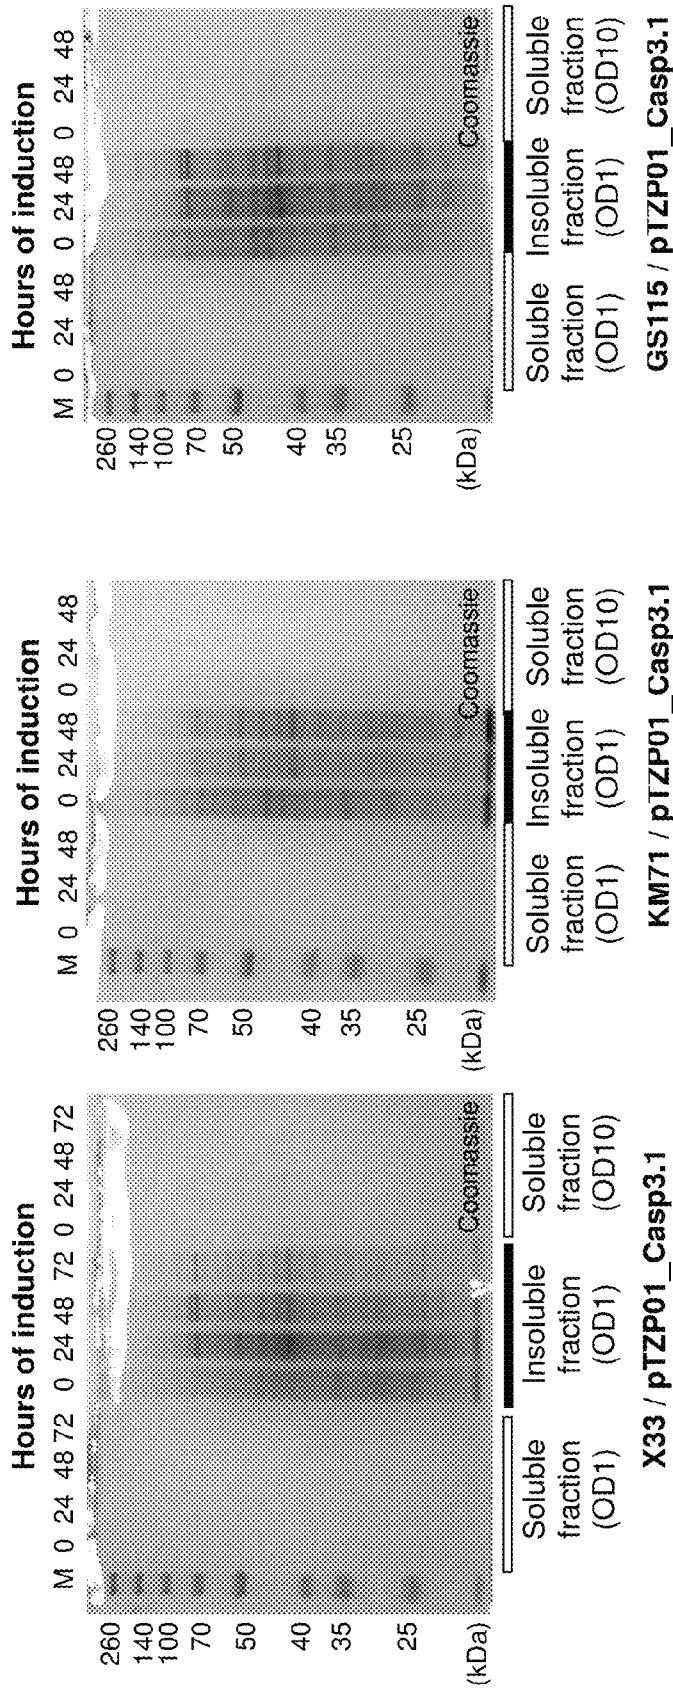 Hours of induction
M 0 24 48 72 0 24 48 72 0 24 48 72
260
140
100
70
50
40
35
25
(kDa)
Coomassie
Soluble fraction (OD1)
Insoluble fraction (OD1)
Soluble fraction (OD10)
X33 / pTZP01_Casp3.1
Hours of induction
M 0 24 48 0 24 48 0 24 48
260
140
100
70
50
40
35
25
(kDa)
Coomassie
Soluble fraction (OD1)
Insoluble fraction (OD1)
Soluble fraction (OD10)
KM71 / pTZP01_Casp3.1
Hours of induction
M 0 24 48 0 24 48 0 24 48
260
140
100
70
50
40
35
25
(kDa)
Coomassie
Soluble fraction (OD1)
Insoluble fraction (OD1)
Soluble fraction (OD10)
GS115 / pTZP01_Casp3.1